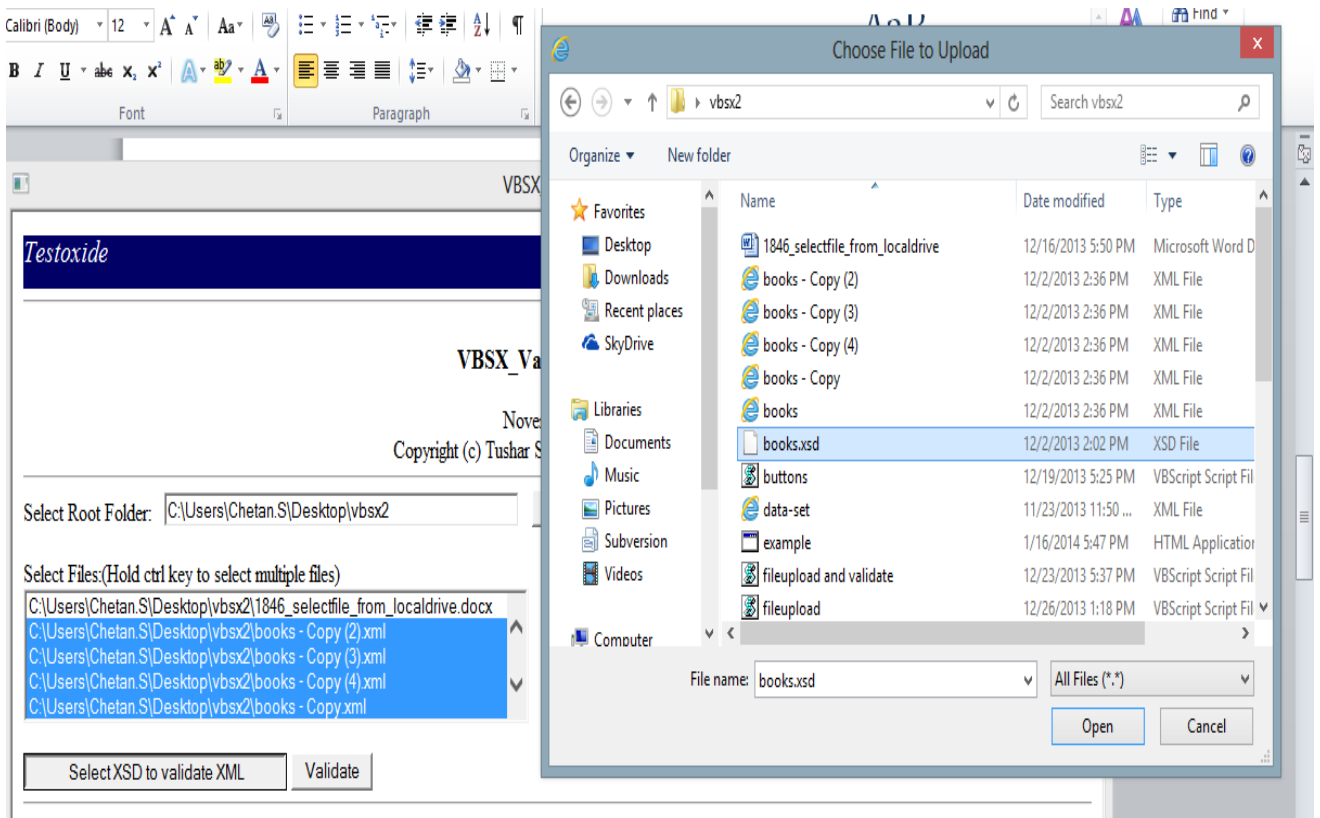 Calibri (Body) 12 A A Aa
B I U abe X₂ X² A ab A
Font Paragraph
Find
VBSX
Testoxide
VBSX_Va
Nove
Copyright (c) Tushar S
Select Root Folder: C:\Users\Chetan.S\Desktop\vbsx2
Select Files:(Hold ctrl key to select multiple files)
C:\Users\Chetan.S\Desktop\vbsx2\1846_selectfile_from_localdrive.docx
C:\Users\Chetan.S\Desktop\vbsx2\books - Copy (2).xml
C:\Users\Chetan.S\Desktop\vbsx2\books - Copy (3).xml
C:\Users\Chetan.S\Desktop\vbsx2\books - Copy (4).xml
C:\Users\Chetan.S\Desktop\vbsx2\books - Copy.xml
Select XSD to validate XML Validate
Choose File to Upload x
vbsx2 Search vbsx2
Organize New folder
Favorites
Desktop
Downloads
Recent places
SkyDrive
Libraries
Documents
Music
Pictures
Subversion
Videos
Computer
Name Date modified Type
1846_selectfile_from_localdrive 12/16/2013 5:50 PM Microsoft Word D
books - Copy (2) 12/2/2013 2:36 PM XML File
books - Copy (3) 12/2/2013 2:36 PM XML File
books - Copy (4) 12/2/2013 2:36 PM XML File
books - Copy 12/2/2013 2:36 PM XML File
books 12/2/2013 2:36 PM XML File
books.xsd 12/2/2013 2:02 PM XSD File
buttons 12/19/2013 5:25 PM VBScript Script Fil
data-set 11/23/2013 11:50 ... XML File
example 1/16/2014 5:47 PM HTML Application
fileupload and validate 12/23/2013 5:37 PM VBScript Script Fil
fileupload 12/26/2013 1:18 PM VBScript Script Fil
File name: books.xsd All Files (*.*)
Open Cancel